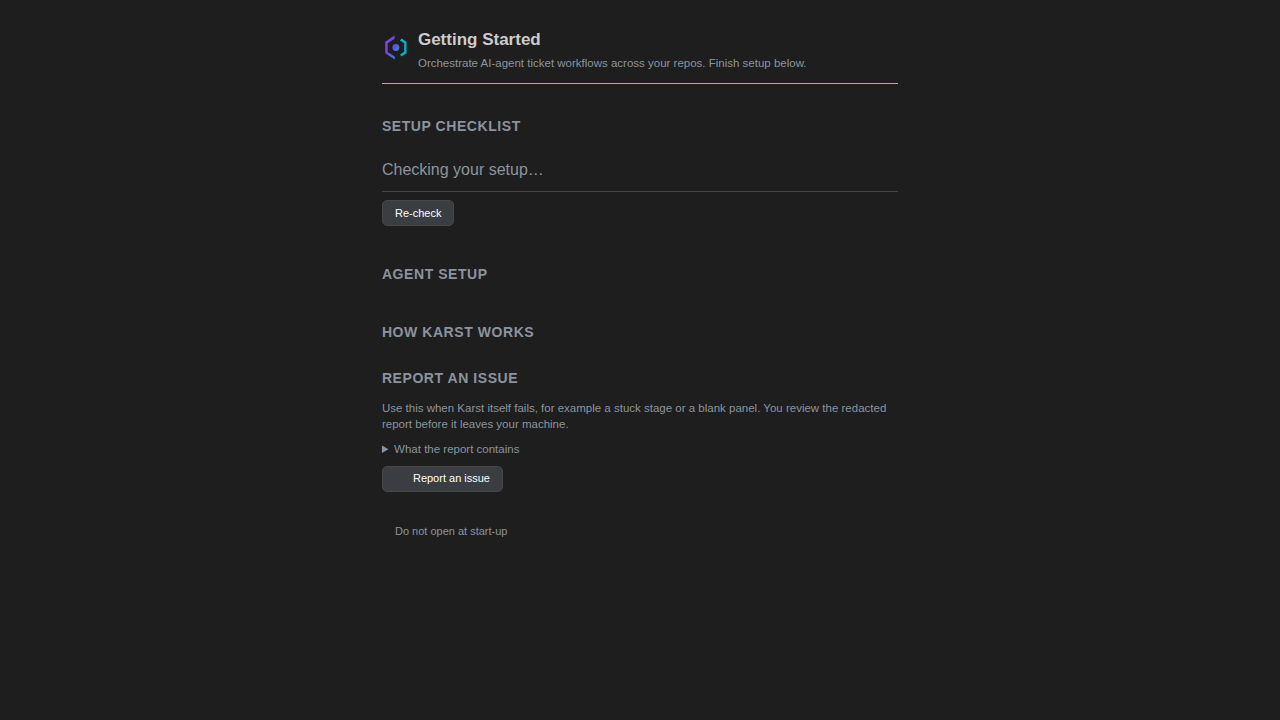 Getting Started
Orchestrate AI-agent ticket workflows across your repos. Finish setup below.
SETUP CHECKLIST
Checking your setup…
Re-check
AGENT SETUP
HOW KARST WORKS
REPORT AN ISSUE
Use this when Karst itself fails, for example a stuck stage or a blank panel. You review the redacted
report before it leaves your machine.
What the report contains
Report an issue
Do not open at start-up